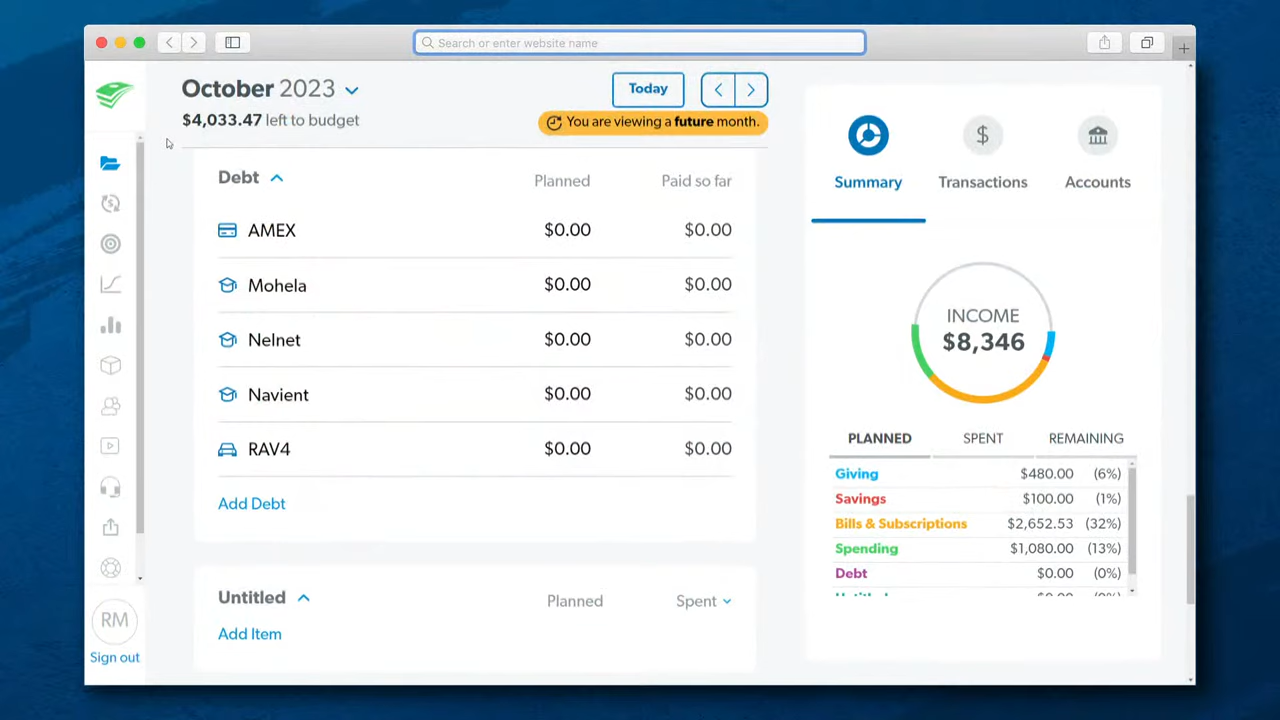 Search or enter website name
October 2023
Today
$4,033.47 left to budget
You are viewing a future month.
Debt
Planned
Paid so far
AMEX $0.00 $0.00
Mohela $0.00 $0.00
Nelnet $0.00 $0.00
Navient $0.00 $0.00
RAV4 $0.00 $0.00
Add Debt
Untitled
Planned
Spent
Add Item
RM
Sign out
Summary
Transactions
Accounts
INCOME
$8,346
PLANNED SPENT REMAINING
Giving $480.00 (6%)
Savings $100.00 (1%)
Bills & Subscriptions $2,652.53 (32%)
Spending $1,080.00 (13%)
Debt $0.00 (0%)